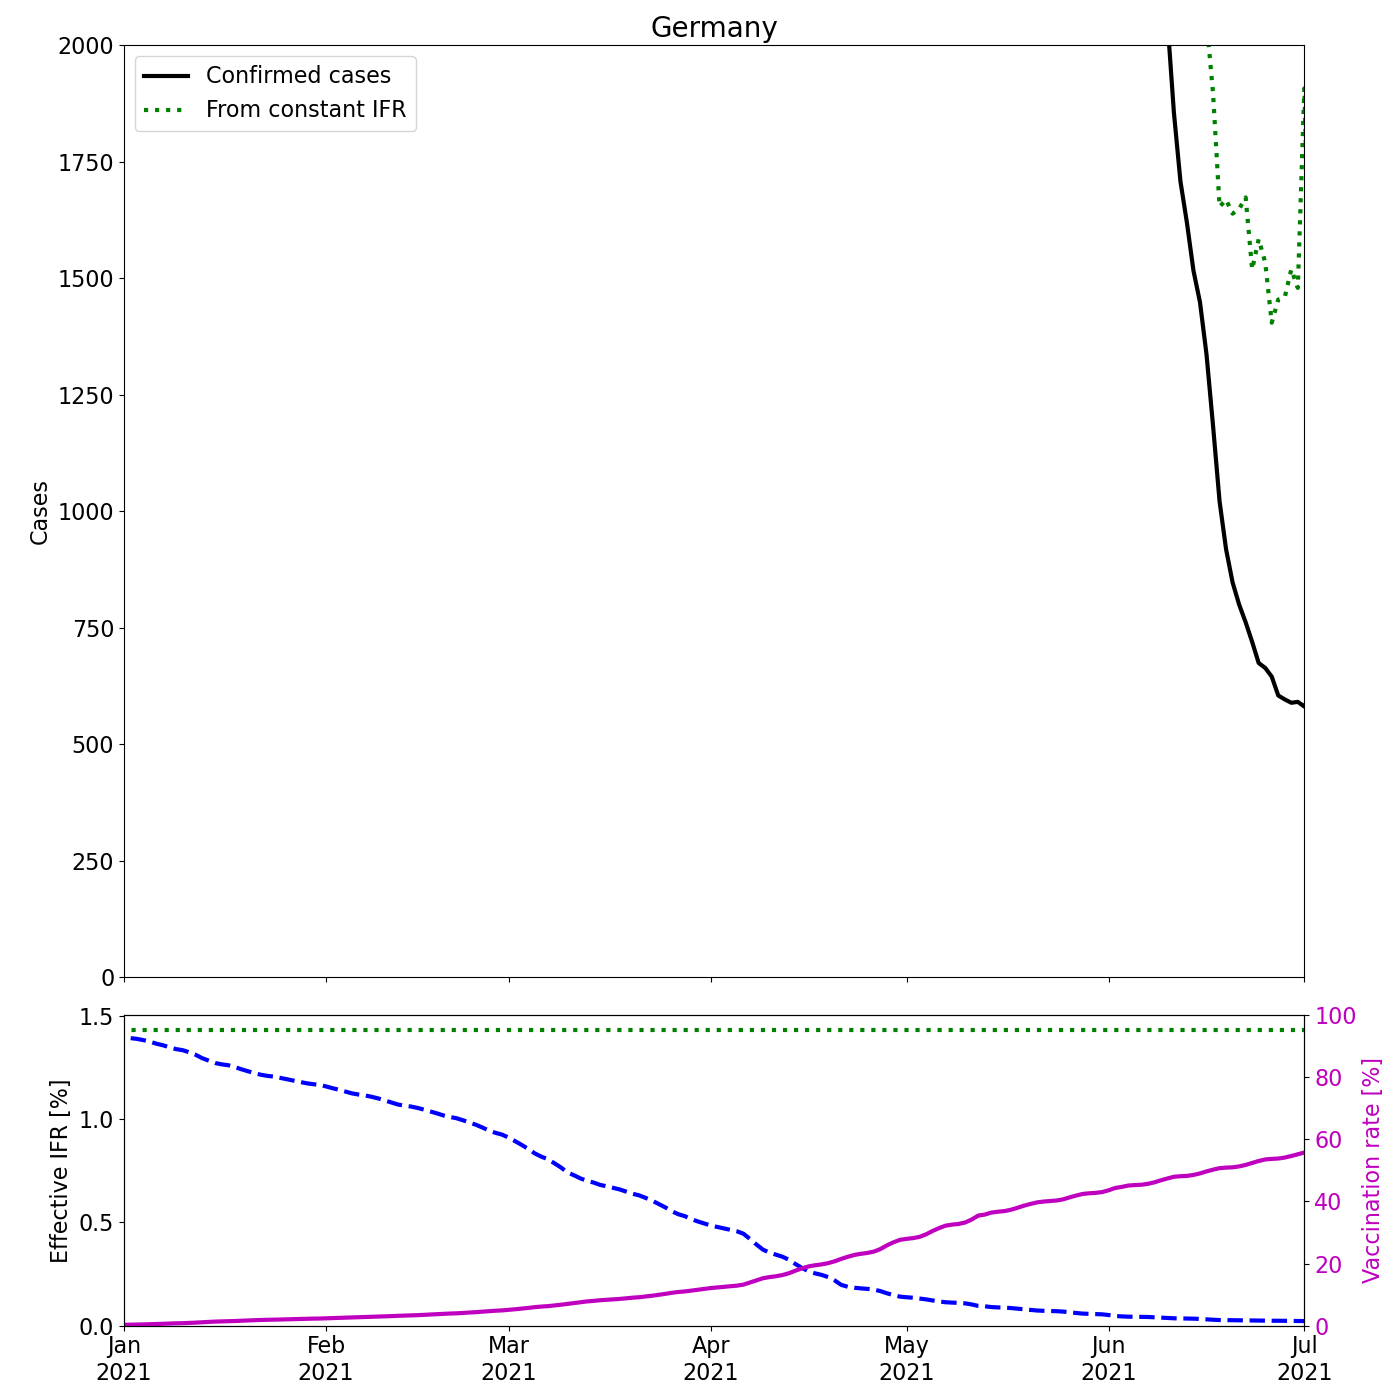 Germany
2000
1750
1500
1250
1000
750
500
250
0
Cases
Confirmed cases
From constant IFR
1.5
1.0
0.5
0.0
Effective IFR [%]
100
80
60
40
20
0
Vaccination rate [%]
Jan Feb Mar Apr May Jun Jul
2021 2021 2021 2021 2021 2021 2021